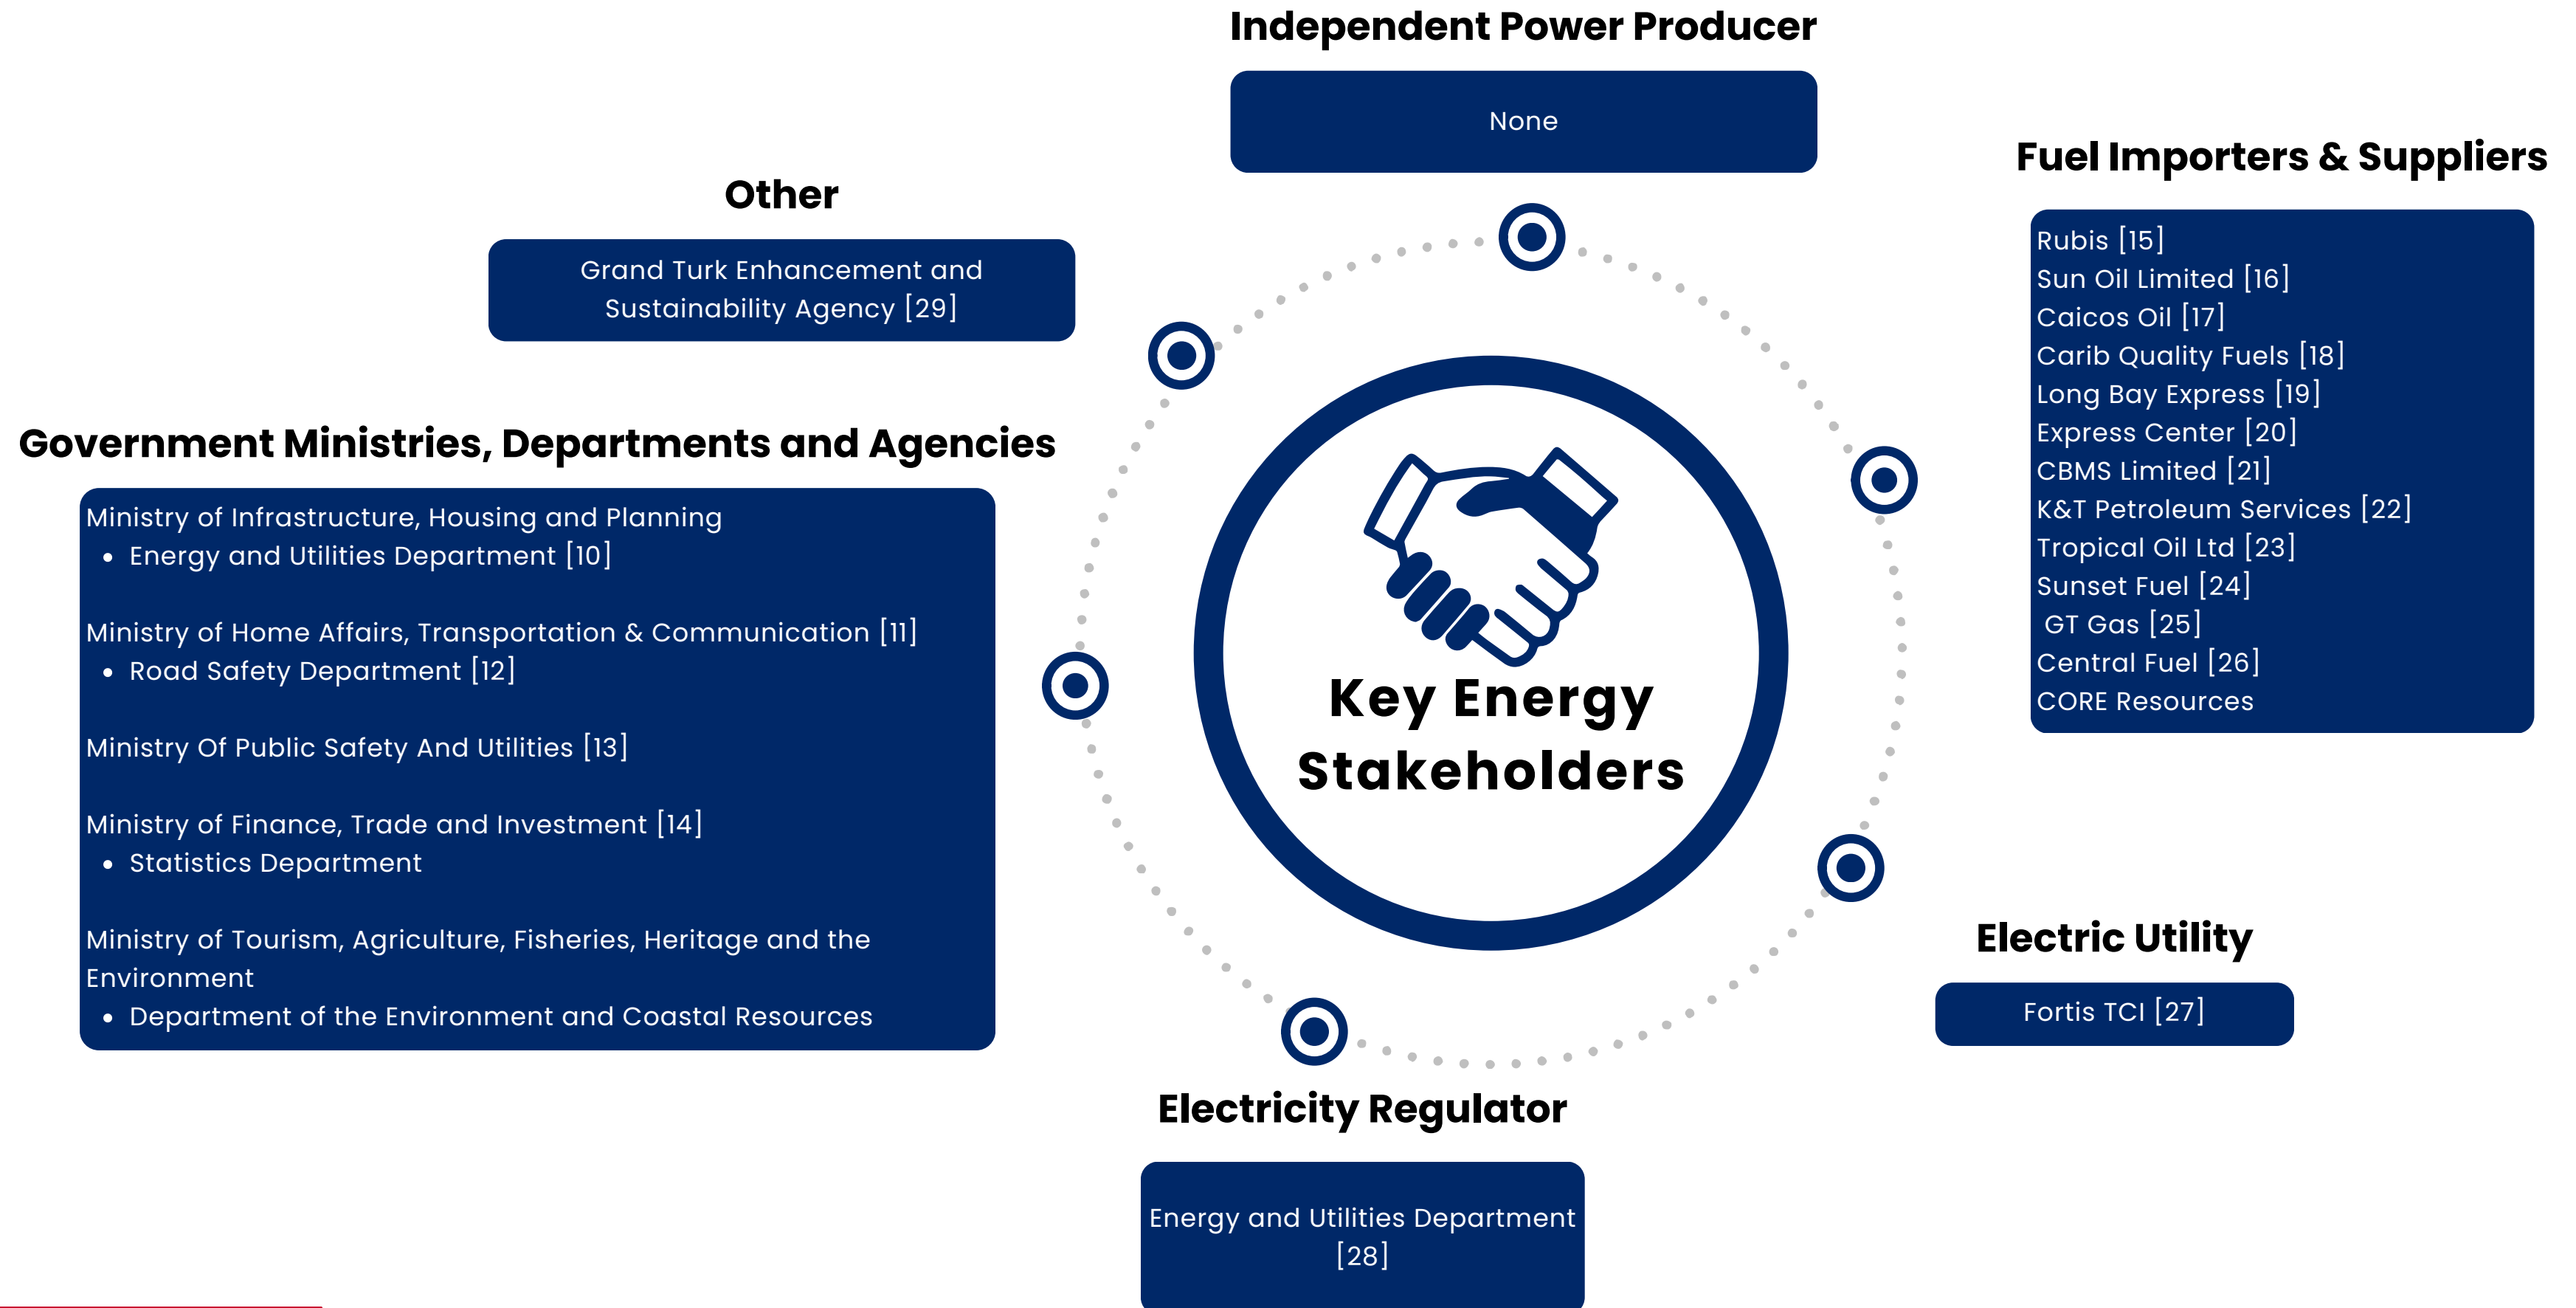 Independent Power Producer
None
Fuel Importers & Suppliers
Rubis [15]
Sun Oil Limited [16]
Caicos Oil [17]
Carib Quality Fuels [18]
Long Bay Express [19]
Express Center [20]
CBMS Limited [21]
K&T Petroleum Services [22]
Tropical Oil Ltd [23]
Sunset Fuel [24]
GT Gas [25]
Central Fuel [26]
CORE Resources
Other
Grand Turk Enhancement and
Sustainability Agency [29]
Government Ministries, Departments and Agencies
Ministry of Infrastructure, Housing and Planning
• Energy and Utilities Department [10]
Ministry of Home Affairs, Transportation & Communication [11]
• Road Safety Department [12]
Ministry Of Public Safety And Utilities [13]
Ministry of Finance, Trade and Investment [14]
• Statistics Department
Ministry of Tourism, Agriculture, Fisheries, Heritage and the
Environment
• Department of the Environment and Coastal Resources
Key Energy
Stakeholders
Electric Utility
Fortis TCI [27]
Electricity Regulator
Energy and Utilities Department
[28]